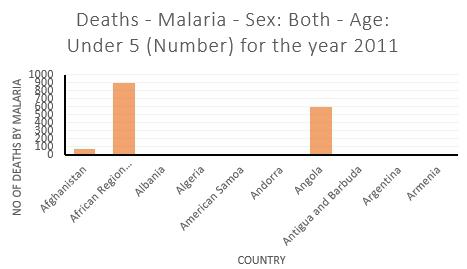 Deaths - Malaria - Sex: Both - Age:
Under 5 (Number) for the year 2011
NO OF DEATHS BY MALARIA
1000
900
800
700
600
500
400
300
200
100
0
Afghanistan
African Region...
Albania
Algeria
American Samoa
Andorra
Angola
Antigua and Barbuda
Argentina
Armenia
COUNTRY